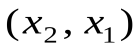 (x₂, x₁)